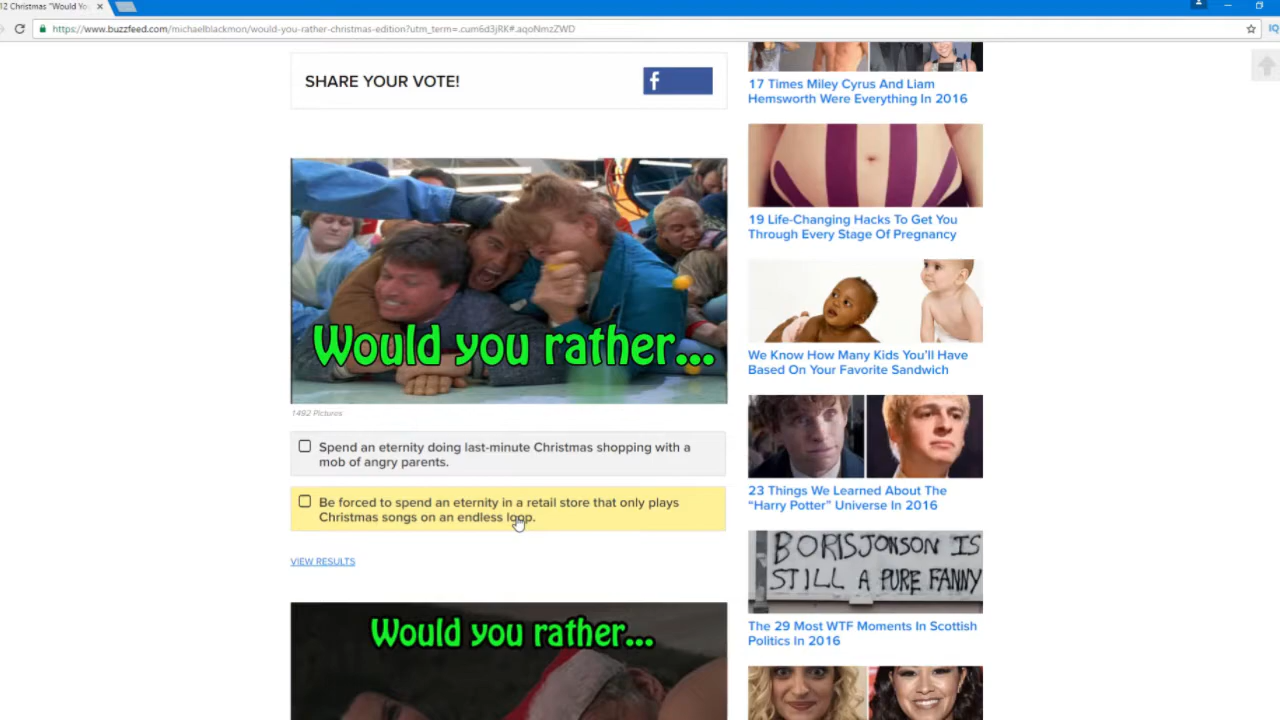 12 Christmas "Would Yo
https://www.buzzfeed.com/michaelblackmon/would-you-rather-christmas-edition?utm_term=.cum6d3jRK#.aqoNmzZWD
IQ
SHARE YOUR VOTE!
f
Would you rather...
1492 Pictures
Spend an eternity doing last-minute Christmas shopping with a
mob of angry parents.
Be forced to spend an eternity in a retail store that only plays
Christmas songs on an endless loop.
VIEW RESULTS
Would you rather...
17 Times Miley Cyrus And Liam
Hemsworth Were Everything In 2016
19 Life-Changing Hacks To Get You
Through Every Stage Of Pregnancy
We Know How Many Kids You'll Have
Based On Your Favorite Sandwich
23 Things We Learned About The
"Harry Potter" Universe In 2016
BORIS JONSON IS
STILL A PURE FANNY
The 29 Most WTF Moments In Scottish
Politics In 2016